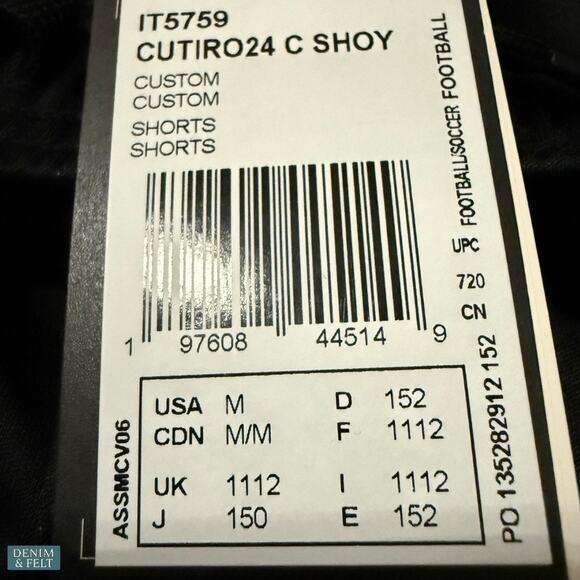 IT5759
CUTIRO24 C SHOY
CUSTOM
CUSTOM
SHORTS
SHORTS
1 97608 44514 9
USA M D 152
CDN M/M F 1112
UK 1112 I 1112
J 150 E 152
ASSMCV06
FOOTBALL/SOCCER FOOTBALL
UPC 720 CN
PO 135282912 152
DENIM
& FELT